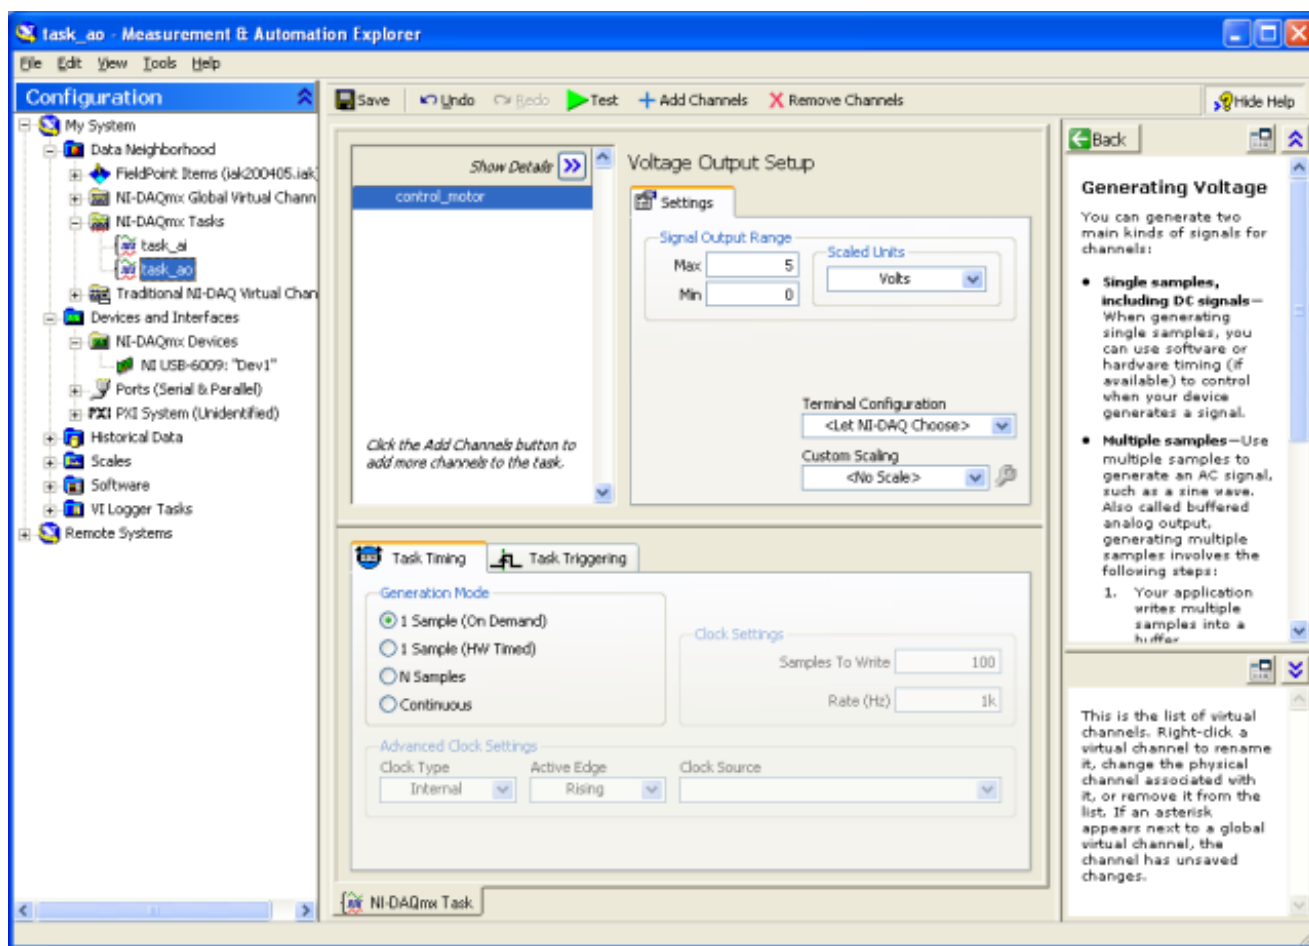 task_ao - Measurement & Automation Explorer
File Edit View Tools Help
Configuration
My System
Data Neighborhood
FieldPoint Items (iak200405.iak
NI-DAQmx Global Virtual Chann
NI-DAQmx Tasks
task_ai
task_ao
Traditional NI-DAQ Virtual Chan
Devices and Interfaces
NI-DAQmx Devices
NI USB-6009: "Dev1"
Ports (Serial & Parallel)
PXI PXI System (Unidentified)
Historical Data
Scales
Software
VI Logger Tasks
Remote Systems
Save Undo Redo Test Add Channels Remove Channels Hide Help
Show Details
control_motor
Click the Add Channels button to
add more channels to the task.
Voltage Output Setup
Settings
Signal Output Range
Max 5
Min 0
Scaled Units
Volts
Terminal Configuration
<Let NI-DAQ Choose>
Custom Scaling
<No Scale>
Task Timing Task Triggering
Generation Mode
1 Sample (On Demand)
1 Sample (HW Timed)
N Samples
Continuous
Clock Settings
Samples To Write 100
Rate (Hz) 1k
Advanced Clock Settings
Clock Type Active Edge Clock Source
Internal Rising
NI-DAQmx Task
Back
Generating Voltage
You can generate two
main kinds of signals for
channels:
• Single samples,
including DC signals—
When generating
single samples, you
can use software or
hardware timing (if
available) to control
when your device
generates a signal.
• Multiple samples—Use
multiple samples to
generate an AC signal,
such as a sine wave.
Also called buffered
analog output,
generating multiple
samples involves the
following steps:
1. Your application
writes multiple
samples into a
buffer
This is the list of virtual
channels. Right-click a
virtual channel to rename
it, change the physical
channel associated with
it, or remove it from the
list. If an asterisk
appears next to a global
virtual channel, the
channel has unsaved
changes.